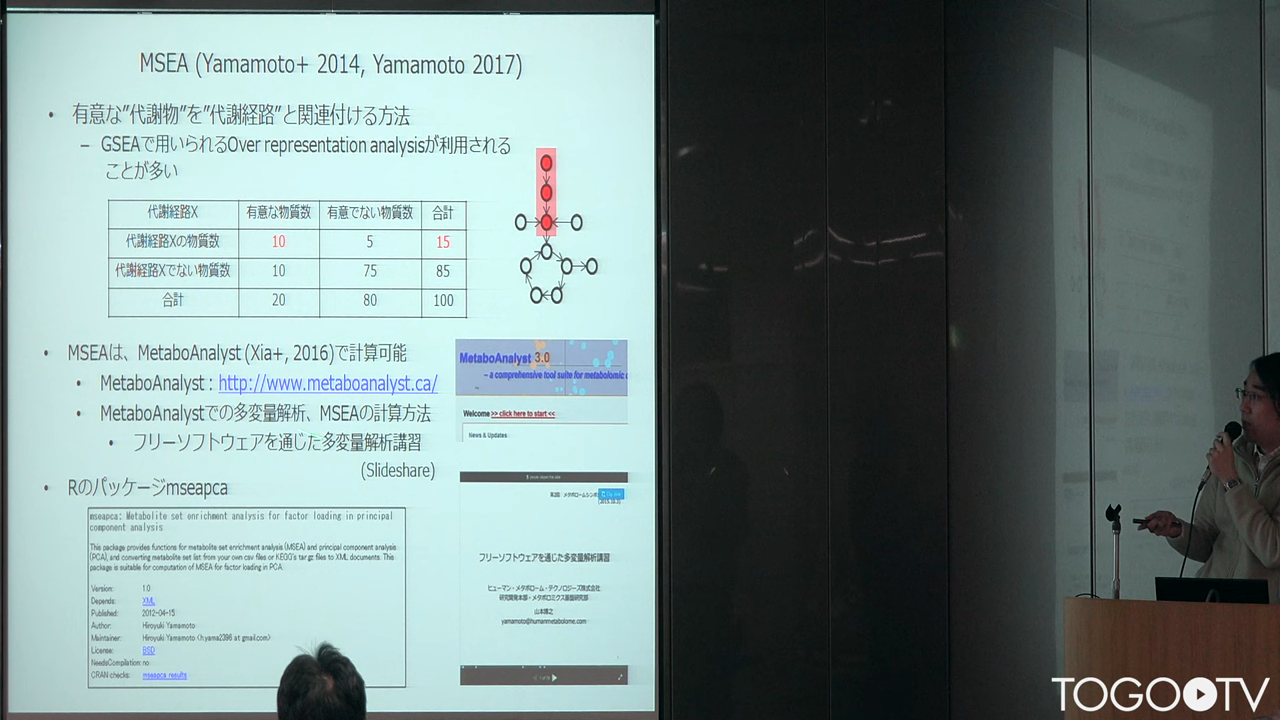 MSEA (Yamamoto+ 2014, Yamamoto 2017)
• 有意な”代謝物”を”代謝経路”と関連付ける方法
– GSEAで用いられるOver representation analysisが利用される
ことが多い
代謝経路X 有意な物質数 有意でない物質数 合計
代謝経路Xの物質数 10 5 15
代謝経路Xでない物質数 10 75 85
合計 20 80 100
• MSEAは、MetaboAnalyst (Xia+, 2016)で計算可能
• MetaboAnalyst : http://www.metaboanalyst.ca/
• MetaboAnalystでの多変量解析、MSEAの計算方法
• フリーソフトウェアを通じた多変量解析講習
(Slideshare)
MetaboAnalyst 3.0
-- a comprehensive tool suite for metabolomic
Welcome >> click here to start <<
News & Updates
• Rのパッケージmseapca
mseapca: Metabolite set enrichment analysis for factor loading in principal
component analysis
This package provides functions for metabolite set enrichment analysis (MSEA) and principal component analysis
(PCA), and converting metabolite set list from your own csv files or KEGG's tar.gz files to XML documents. This
package is suitable for computation of MSEA for factor loading in PCA.
Version: 1.0
Depends: XML
Published: 2012-04-15
Author: Hiroyuki Yamamoto
Maintainer: Hiroyuki Yamamoto <h.yama2396 at gmail.com>
License: BSD
NeedsCompilation: no
CRAN checks: mseapca results
フリーソフトウェアを通じた多変量解析講習
ヒューマン・メタボローム・テクノロジーズ株式会社
研究開発本部・メタボロミクス基盤研究部
山本博之
yamamoto@humanmetabolome.com
TOGOTV